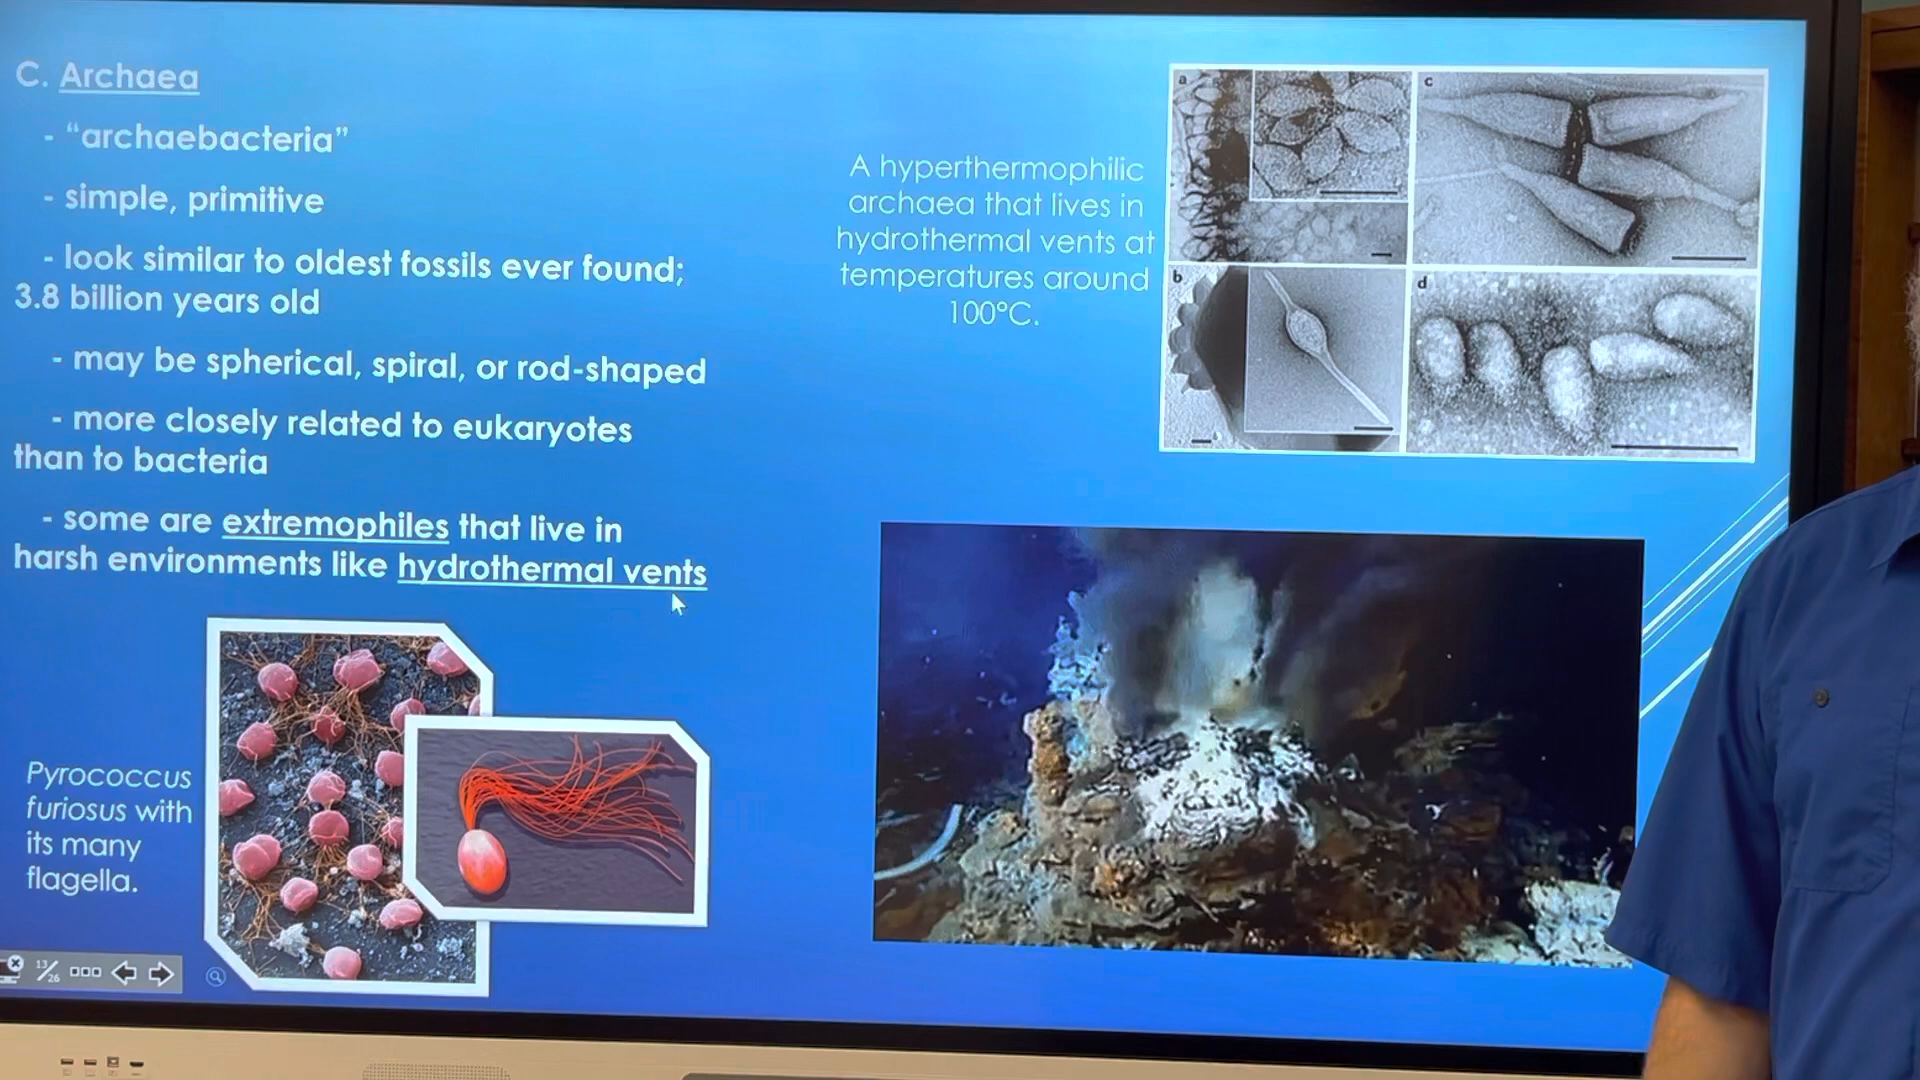 C. Archaea
- "archaebacteria"
- simple, primitive
- look similar to oldest fossils ever found;
3.8 billion years old
- may be spherical, spiral, or rod-shaped
- more closely related to eukaryotes
than to bacteria
- some are extremophiles that live in
harsh environments like hydrothermal vents
A hyperthermophilic
archaea that lives in
hydrothermal vents at
temperatures around
100°C.
a
c
b
d
Pyrococcus
furiosus with
its many
flagella.
13/26